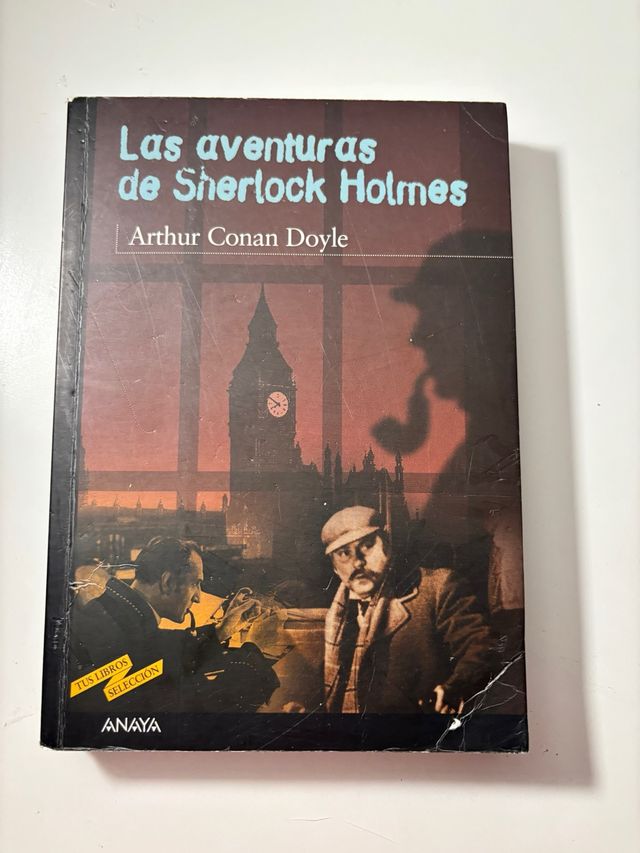 Las aventuras
de Sherlock Holmes
Arthur Conan Doyle
TUS LIBROS
SELECCIÓN
ANAYA